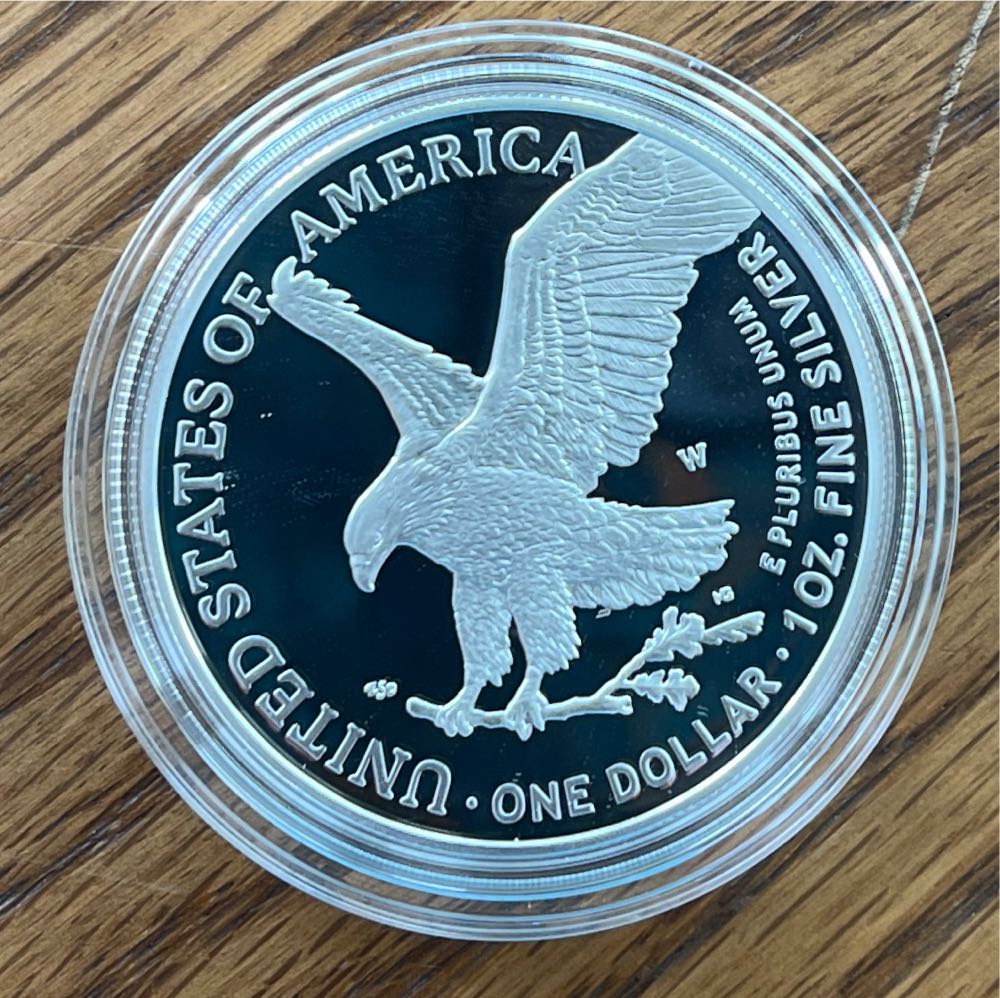 UNITED STATES OF AMERICA
E PLURIBUS UNUM
1 OZ. FINE SILVER
· ONE DOLLAR ·
W